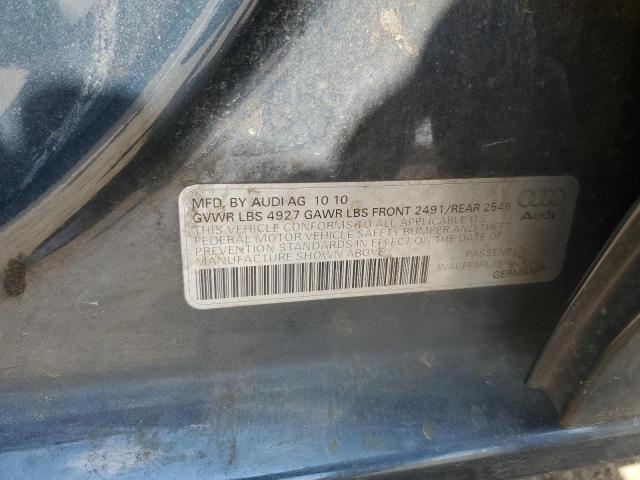 MFD. BY AUDI AG 10 10
GVWR LBS 4927 GAWR LBS FRONT 2491/REAR 2546
THIS VEHICLE CONFORMS TO ALL APPLICABLE U.S.
FEDERAL MOTOR VEHICLE SAFETY BUMPER AND THEFT
PREVENTION STANDARDS IN EFFECT ON THE DATE OF
MANUFACTURE SHOWN ABOVE
Audi
PASSENGER
GERMANY